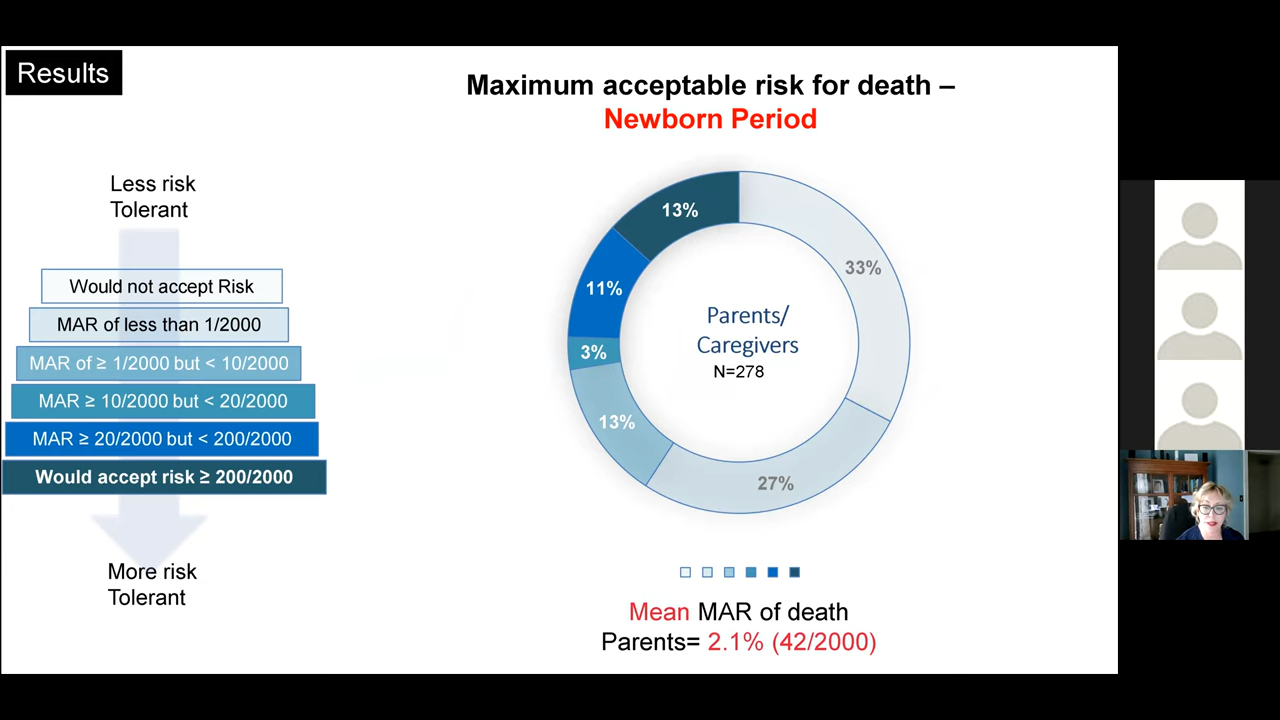 Results
Maximum acceptable risk for death –
Newborn Period
Less risk
Tolerant
Would not accept Risk
MAR of less than 1/2000
MAR of ≥ 1/2000 but < 10/2000
MAR ≥ 10/2000 but < 20/2000
MAR ≥ 20/2000 but < 200/2000
Would accept risk ≥ 200/2000
More risk
Tolerant
13%
33%
11%
3%
13%
27%
Parents/
Caregivers
N=278
Mean MAR of death
Parents= 2.1% (42/2000)